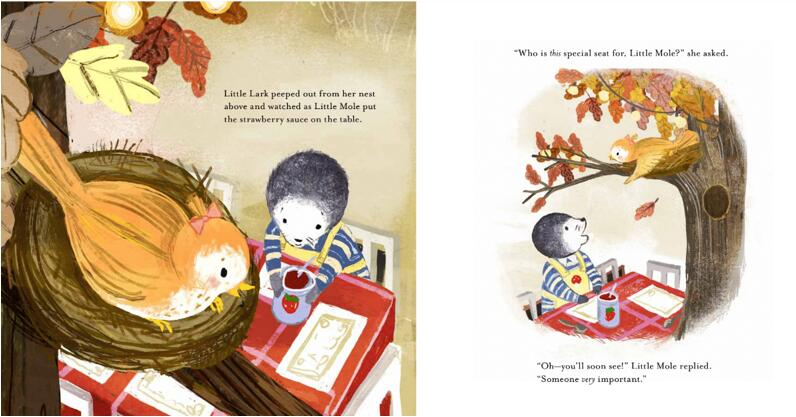 Little Lark peeped out from her nest
above and watched as Little Mole put
the strawberry sauce on the table.
“Who is this special seat for, Little Mole?” she asked.
“Oh—you’ll soon see!” Little Mole replied.
“Someone very important.”